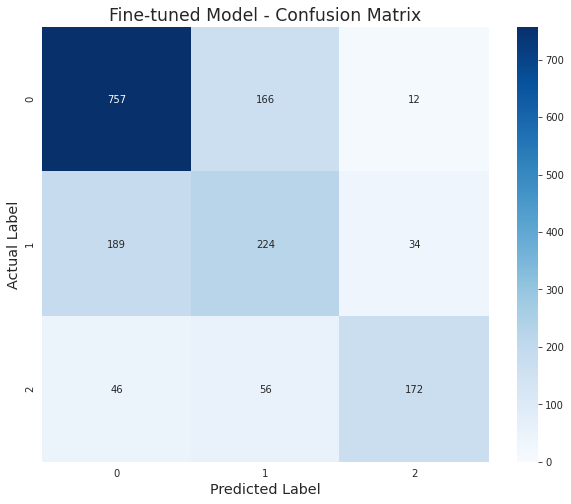 Fine-tuned Model - Confusion Matrix
0 757 166 12
1 189 224 34
2 46 56 172
0 1 2
Predicted Label
Actual Label
700
600
500
400
300
200
100
0